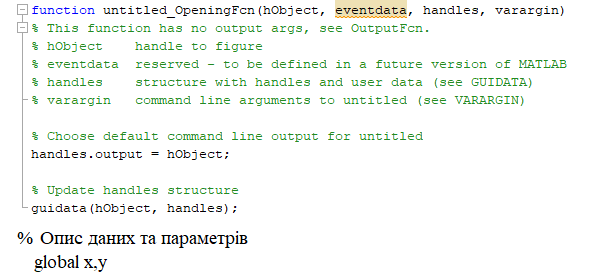 function untitled_OpeningFcn(hObject, eventdata, handles, varargin)
% This function has no output args, see OutputFcn.
% hObject    handle to figure
% eventdata  reserved - to be defined in a future version of MATLAB
% handles    structure with handles and user data (see GUIDATA)
% varargin   command line arguments to untitled (see VARARGIN)
% Choose default command line output for untitled
handles.output = hObject;
% Update handles structure
guidata(hObject, handles);
% Опис даних та параметрів
global x,y